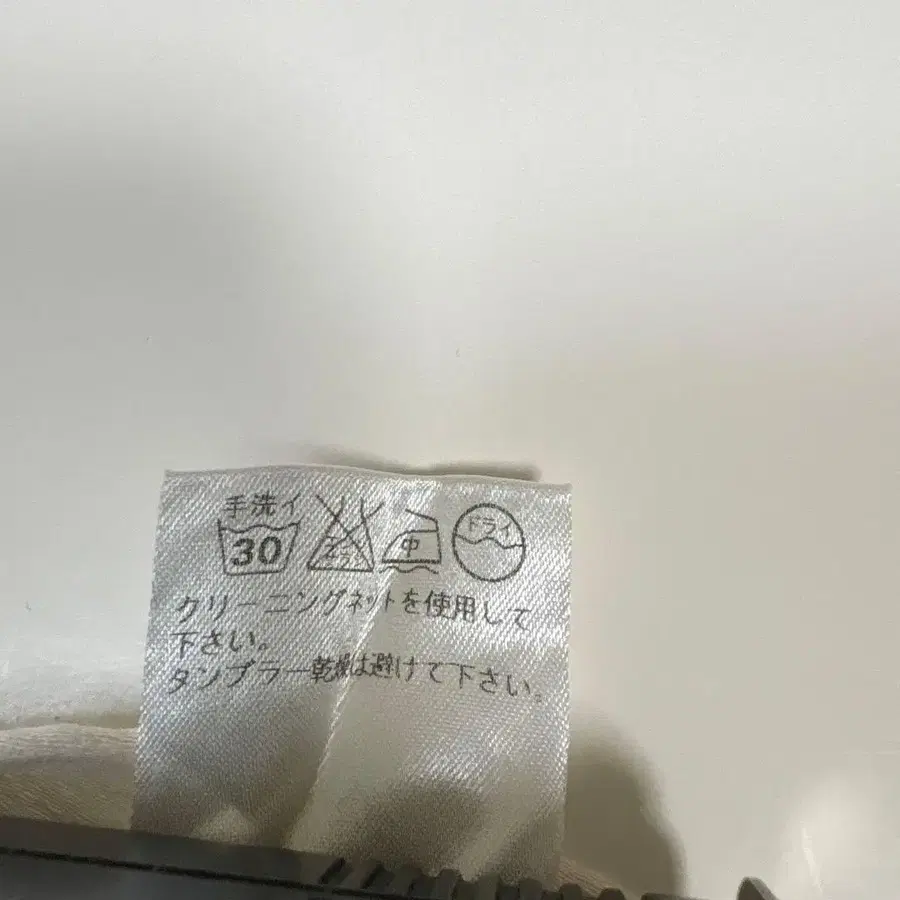 手洗イ
30 エンソ 中 ドライ
クリーニングネットを使用して
下さい。
タンブラー乾燥は避けて下さい。